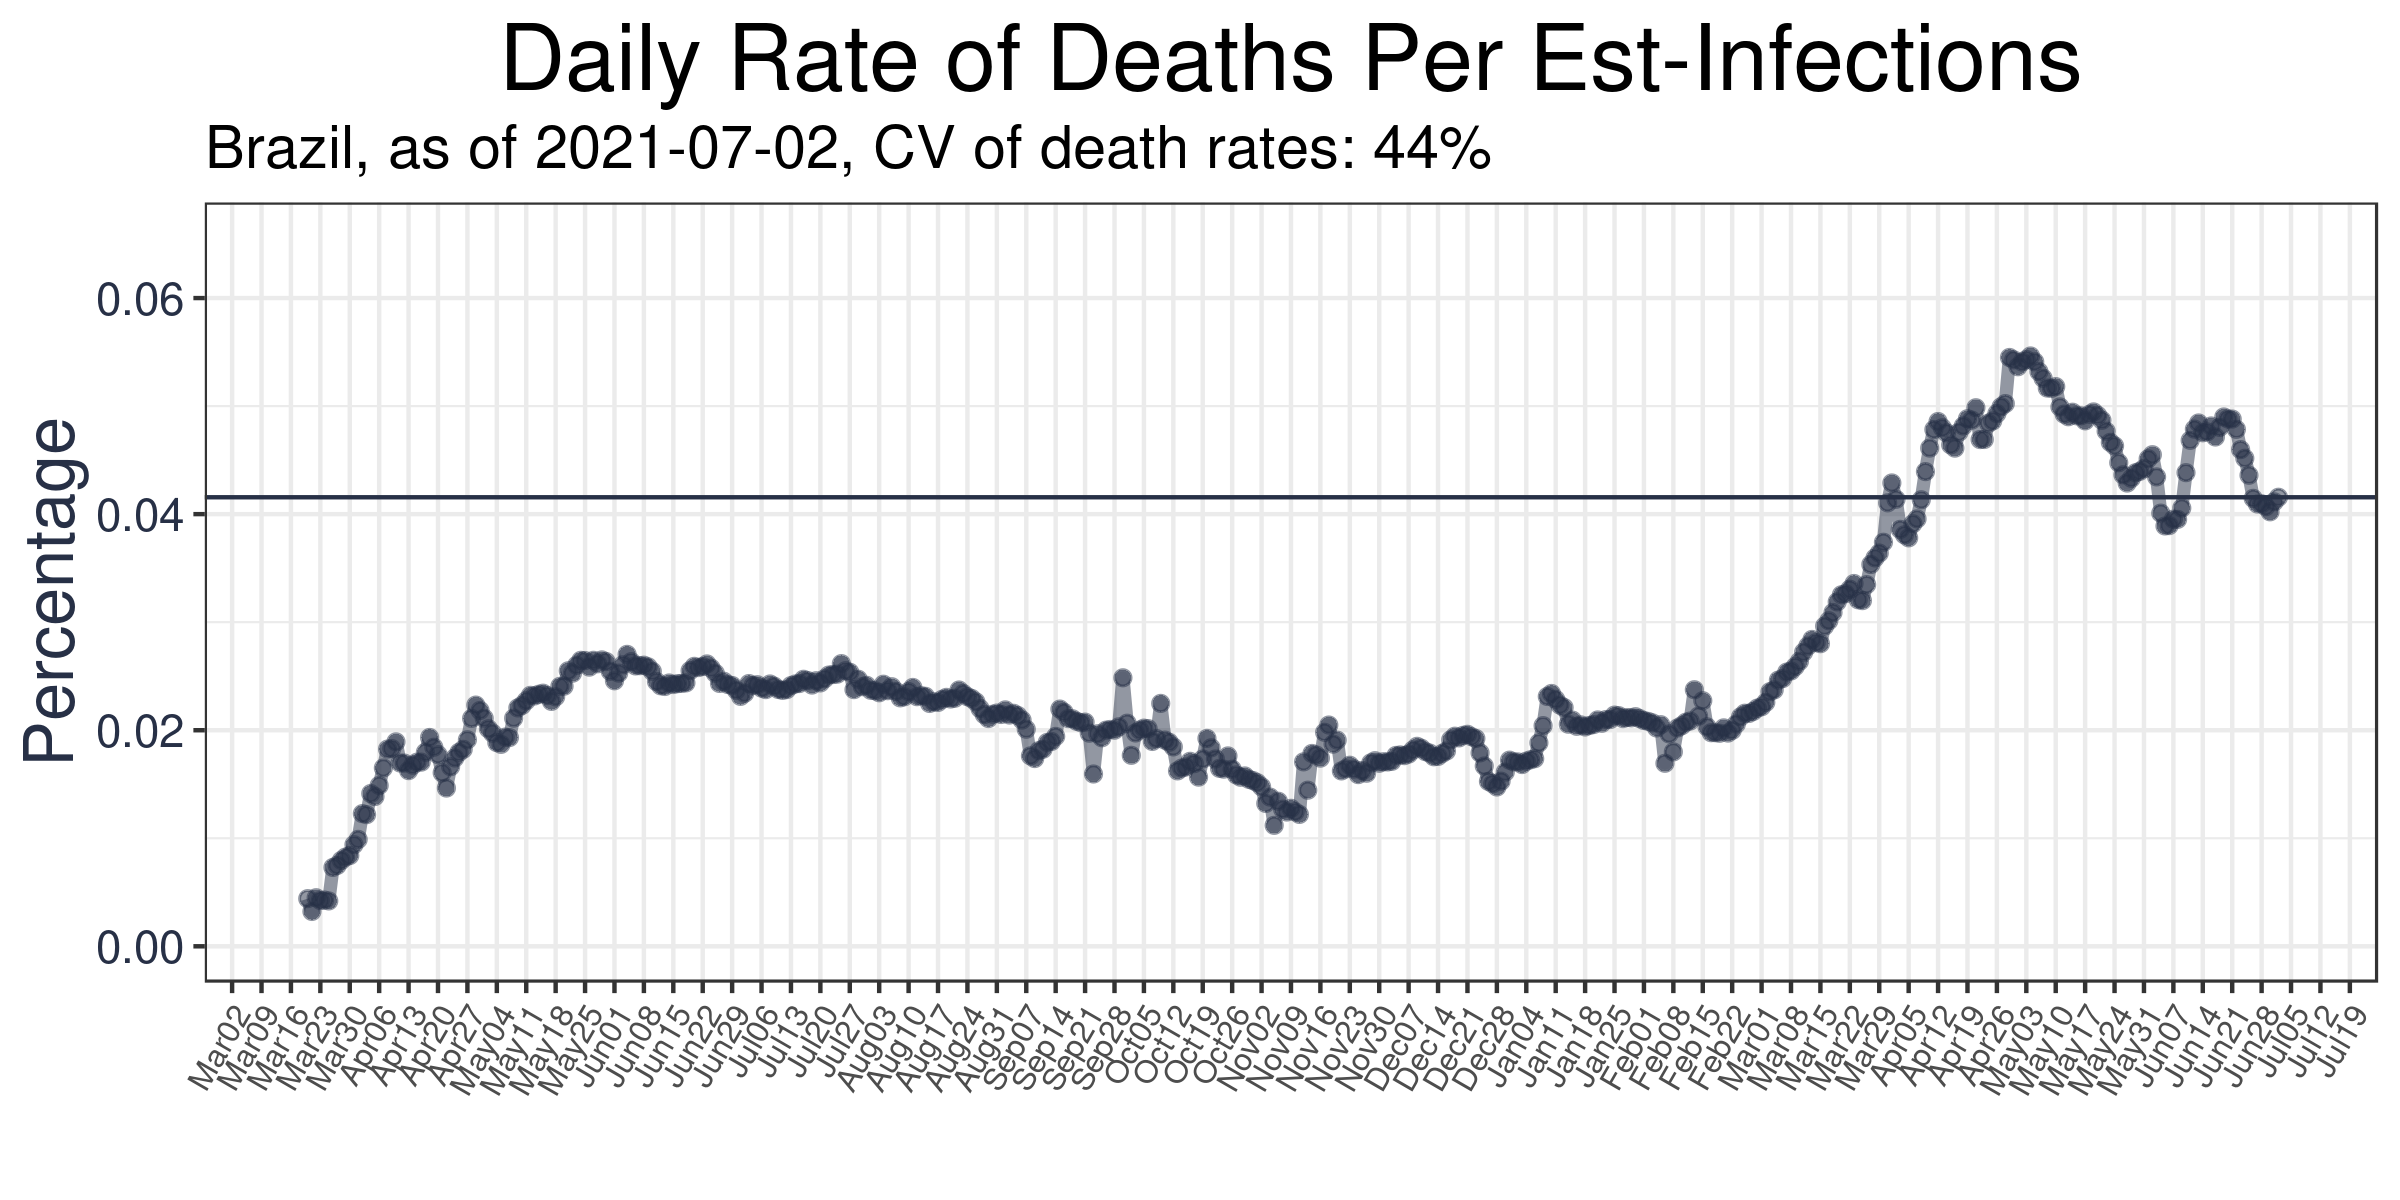 Daily Rate of Deaths Per Est-Infections
Brazil, as of 2021-07-02, CV of death rates: 44%
Percentage
0.06
0.04
0.02
0.00
Mar02
Mar09
Mar16
Mar23
Mar30
Apr06
Apr13
Apr20
Apr27
May04
May11
May18
May25
Jun01
Jun08
Jun15
Jun22
Jun29
Jul06
Jul13
Jul20
Jul27
Aug03
Aug10
Aug17
Aug24
Aug31
Sep07
Sep14
Sep21
Sep28
Oct05
Oct12
Oct19
Oct26
Nov02
Nov09
Nov16
Nov23
Nov30
Dec07
Dec14
Dec21
Dec28
Jan04
Jan11
Jan18
Jan25
Feb01
Feb08
Feb15
Feb22
Mar01
Mar08
Mar15
Mar22
Mar29
Apr05
Apr12
Apr19
Apr26
May03
May10
May17
May24
May31
Jun07
Jun14
Jun21
Jun28
Jul05
Jul12
Jul19